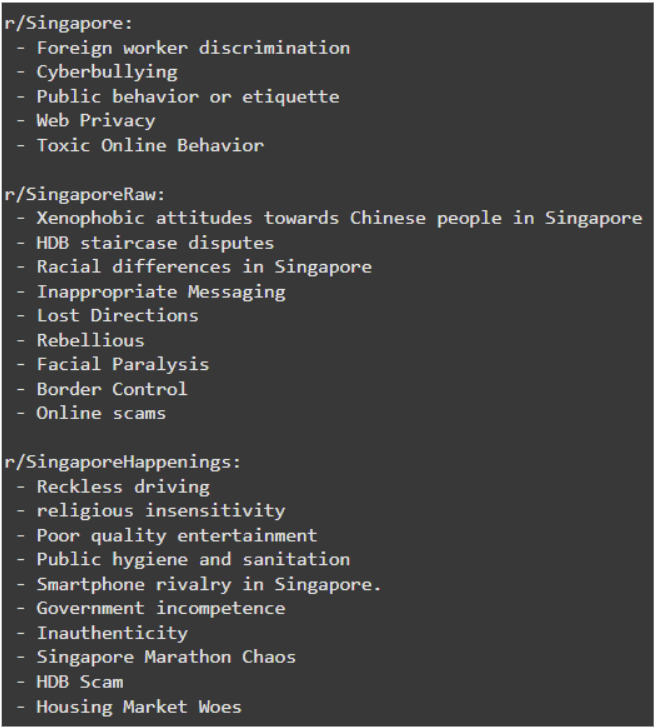 r/Singapore:
- Foreign worker discrimination
- Cyberbullying
- Public behavior or etiquette
- Web Privacy
- Toxic Online Behavior
r/SingaporeRaw:
- Xenophobic attitudes towards Chinese people in Singapore
- HDB staircase disputes
- Racial differences in Singapore
- Inappropriate Messaging
- Lost Directions
- Rebellious
- Facial Paralysis
- Border Control
- Online scams
r/SingaporeHappenings:
- Reckless driving
- religious insensitivity
- Poor quality entertainment
- Public hygiene and sanitation
- Smartphone rivalry in Singapore.
- Government incompetence
- Inauthenticity
- Singapore Marathon Chaos
- HDB Scam
- Housing Market Woes